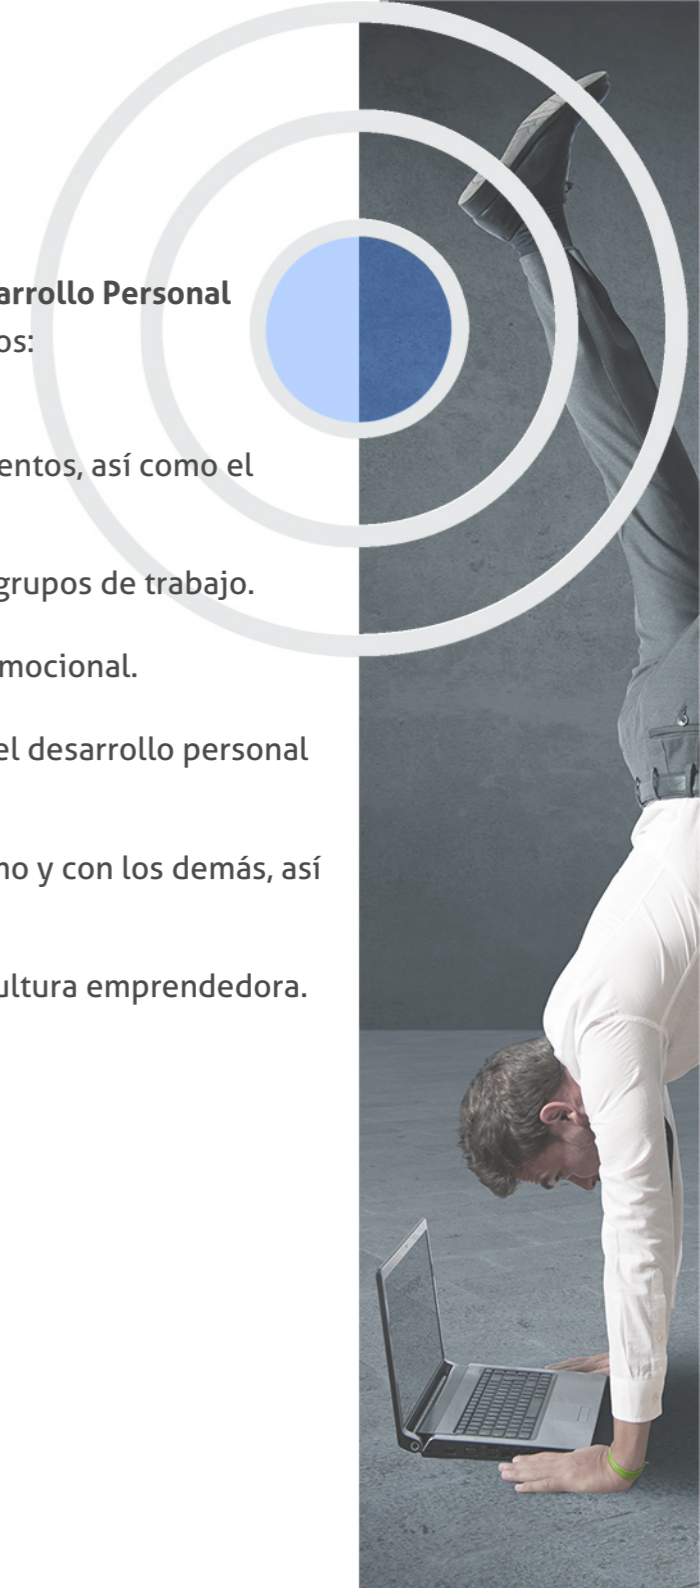 arrollo Personal
os:
entos, así como el
grupos de trabajo.
mocional.
el desarrollo personal
no y con los demás, así
ultura emprendedora.